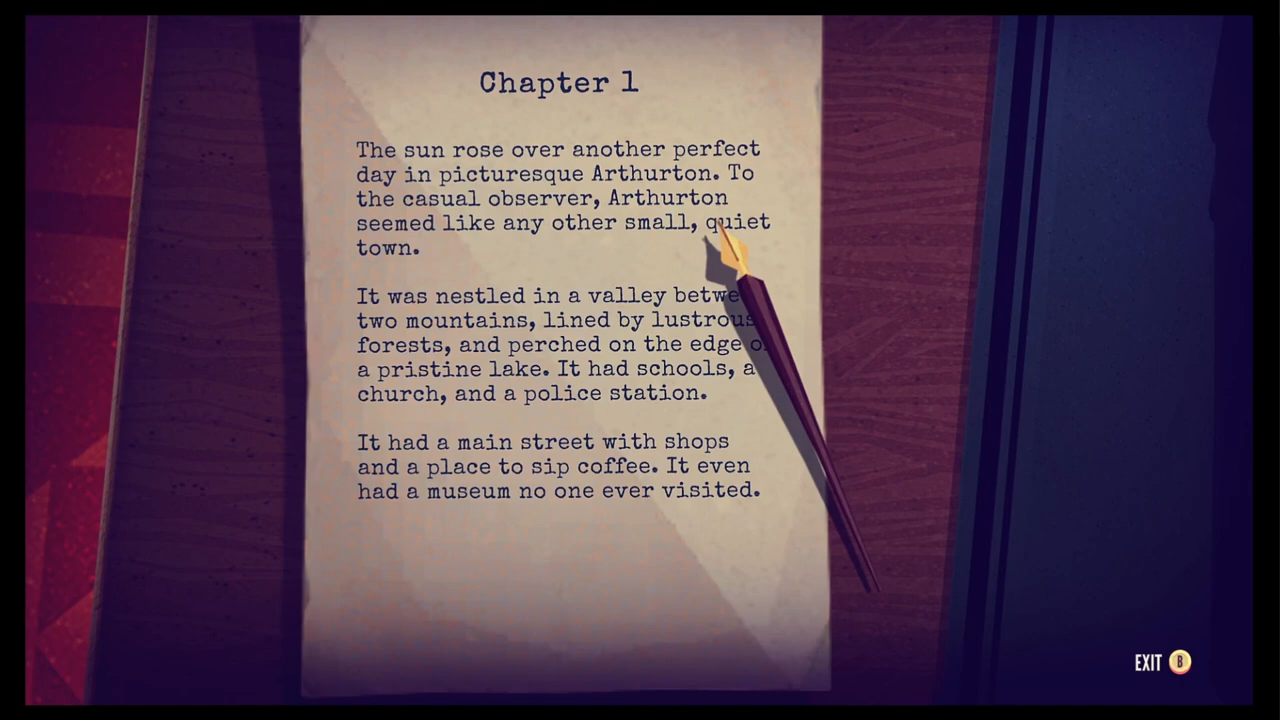 Chapter 1
The sun rose over another perfect
day in picturesque Arthurton. To
the casual observer, Arthurton
seemed like any other small, quiet
town.
It was nestled in a valley
two mountains, lined by lustrous
forests, and perched on the edge
a pristine lake. It had schools, a
church, and a police station.
It had a main street with shops
and a place to sip coffee. It even
had a museum no one ever visited.
EXIT B